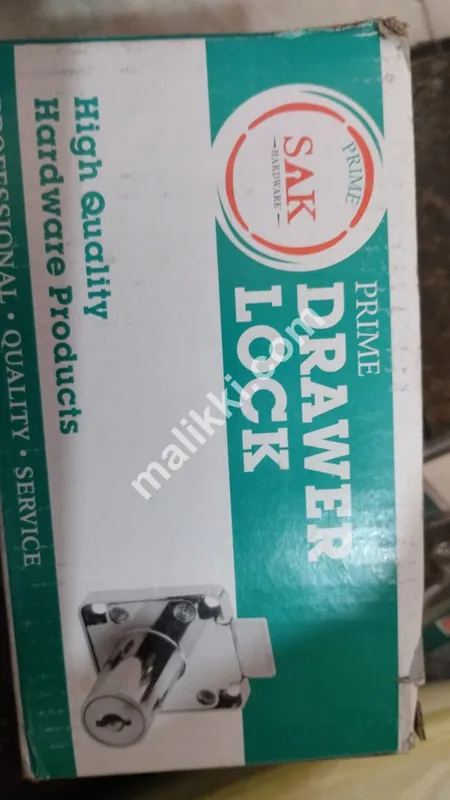 PRIME
SAK
HARDWARE
PRIME
DRAWER
LOCK
High Quality
Hardware Products
PROFESSIONAL • QUALITY • SERVICE
malikki.com